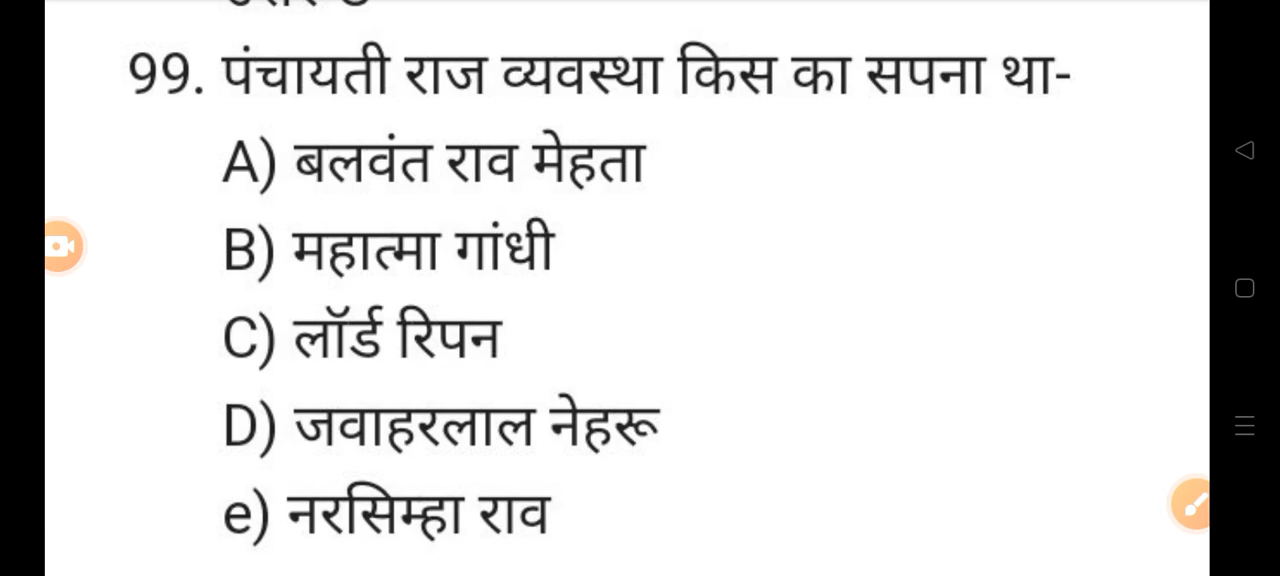 99. पंचायती राज व्यवस्था किस का सपना था-
A) बलवंत राव मेहता
B) महात्मा गांधी
C) लॉर्ड रिपन
D) जवाहरलाल नेहरू
e) नरसिम्हा राव